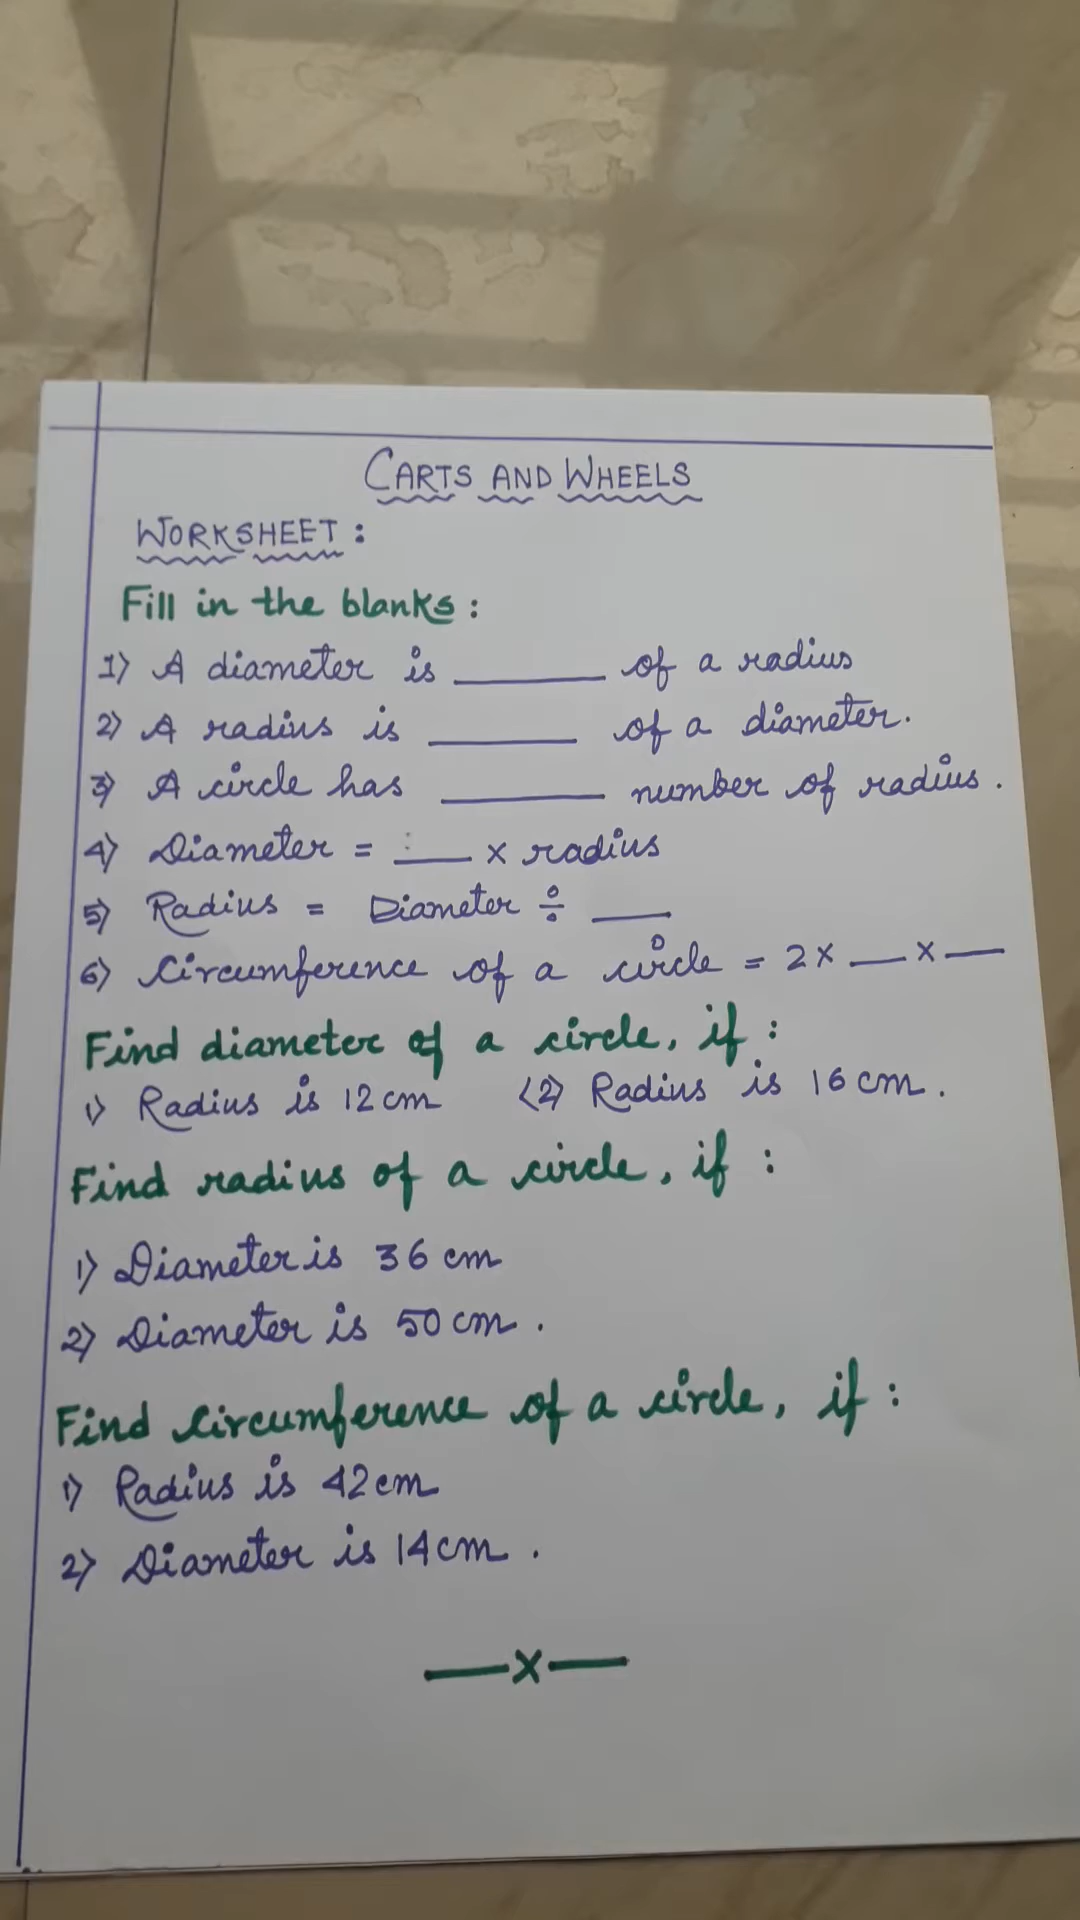 CARTS AND WHEELS
WORKSHEET :
Fill in the blanks :
1) A diameter is ______ of a radius
2) A radius is ______ of a diameter.
3) A circle has ______ number of radius.
4) Diameter = ___ × radius
5) Radius = Diameter ÷ ___
6) Circumference of a circle = 2 × ___ × ___
Find diameter of a circle, if :
1) Radius is 12 cm (2) Radius is 16 cm.
Find radius of a circle, if :
1) Diameter is 36 cm
2) Diameter is 50 cm.
Find Circumference of a circle, if :
1) Radius is 42 cm
2) Diameter is 14 cm.
—x—